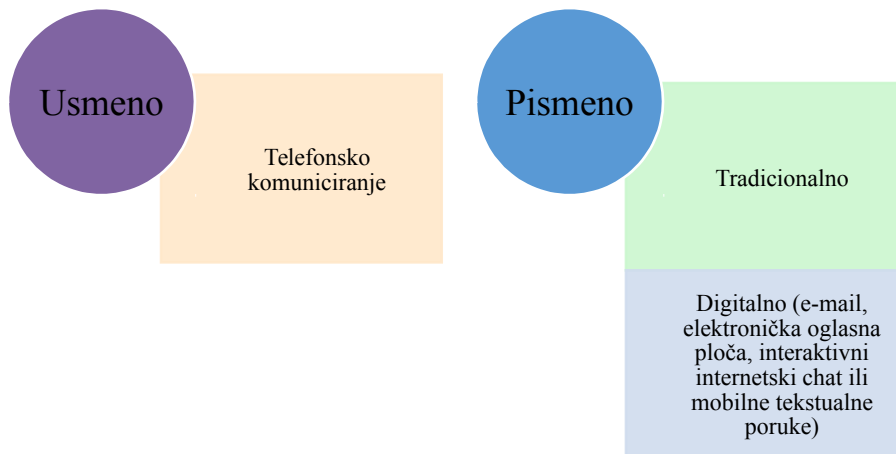 Usmeno
Telefonsko
komuniciranje
Pismeno
Tradicionalno
Digitalno (e-mail,
elektronička oglasna
ploča, interaktivni
internetski chat ili
mobilne tekstualne
poruke)